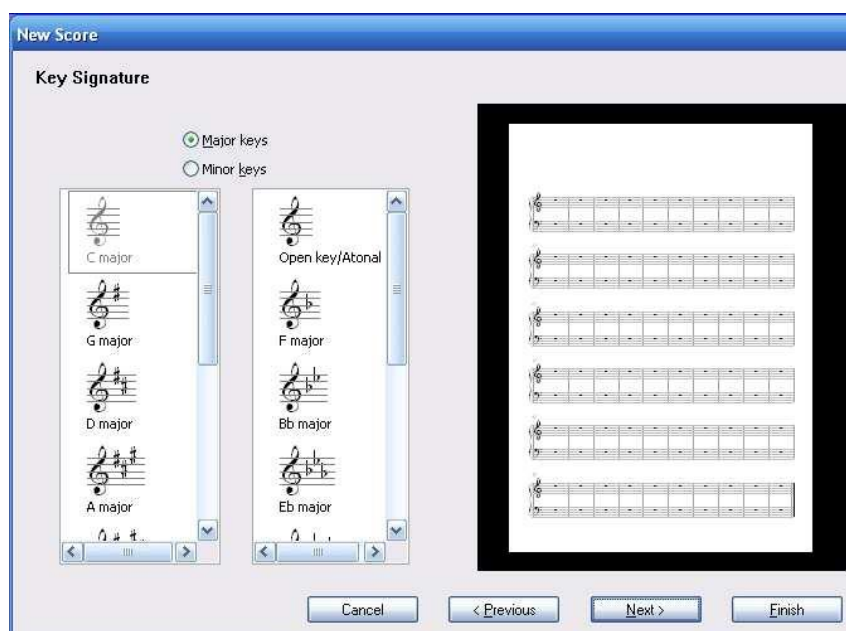 New Score
Key Signature
Major keys
Minor keys
C major
Open key/Atonal
G major
F major
D major
Bb major
A major
Eb major
Cancel
< Previous
Next >
Finish